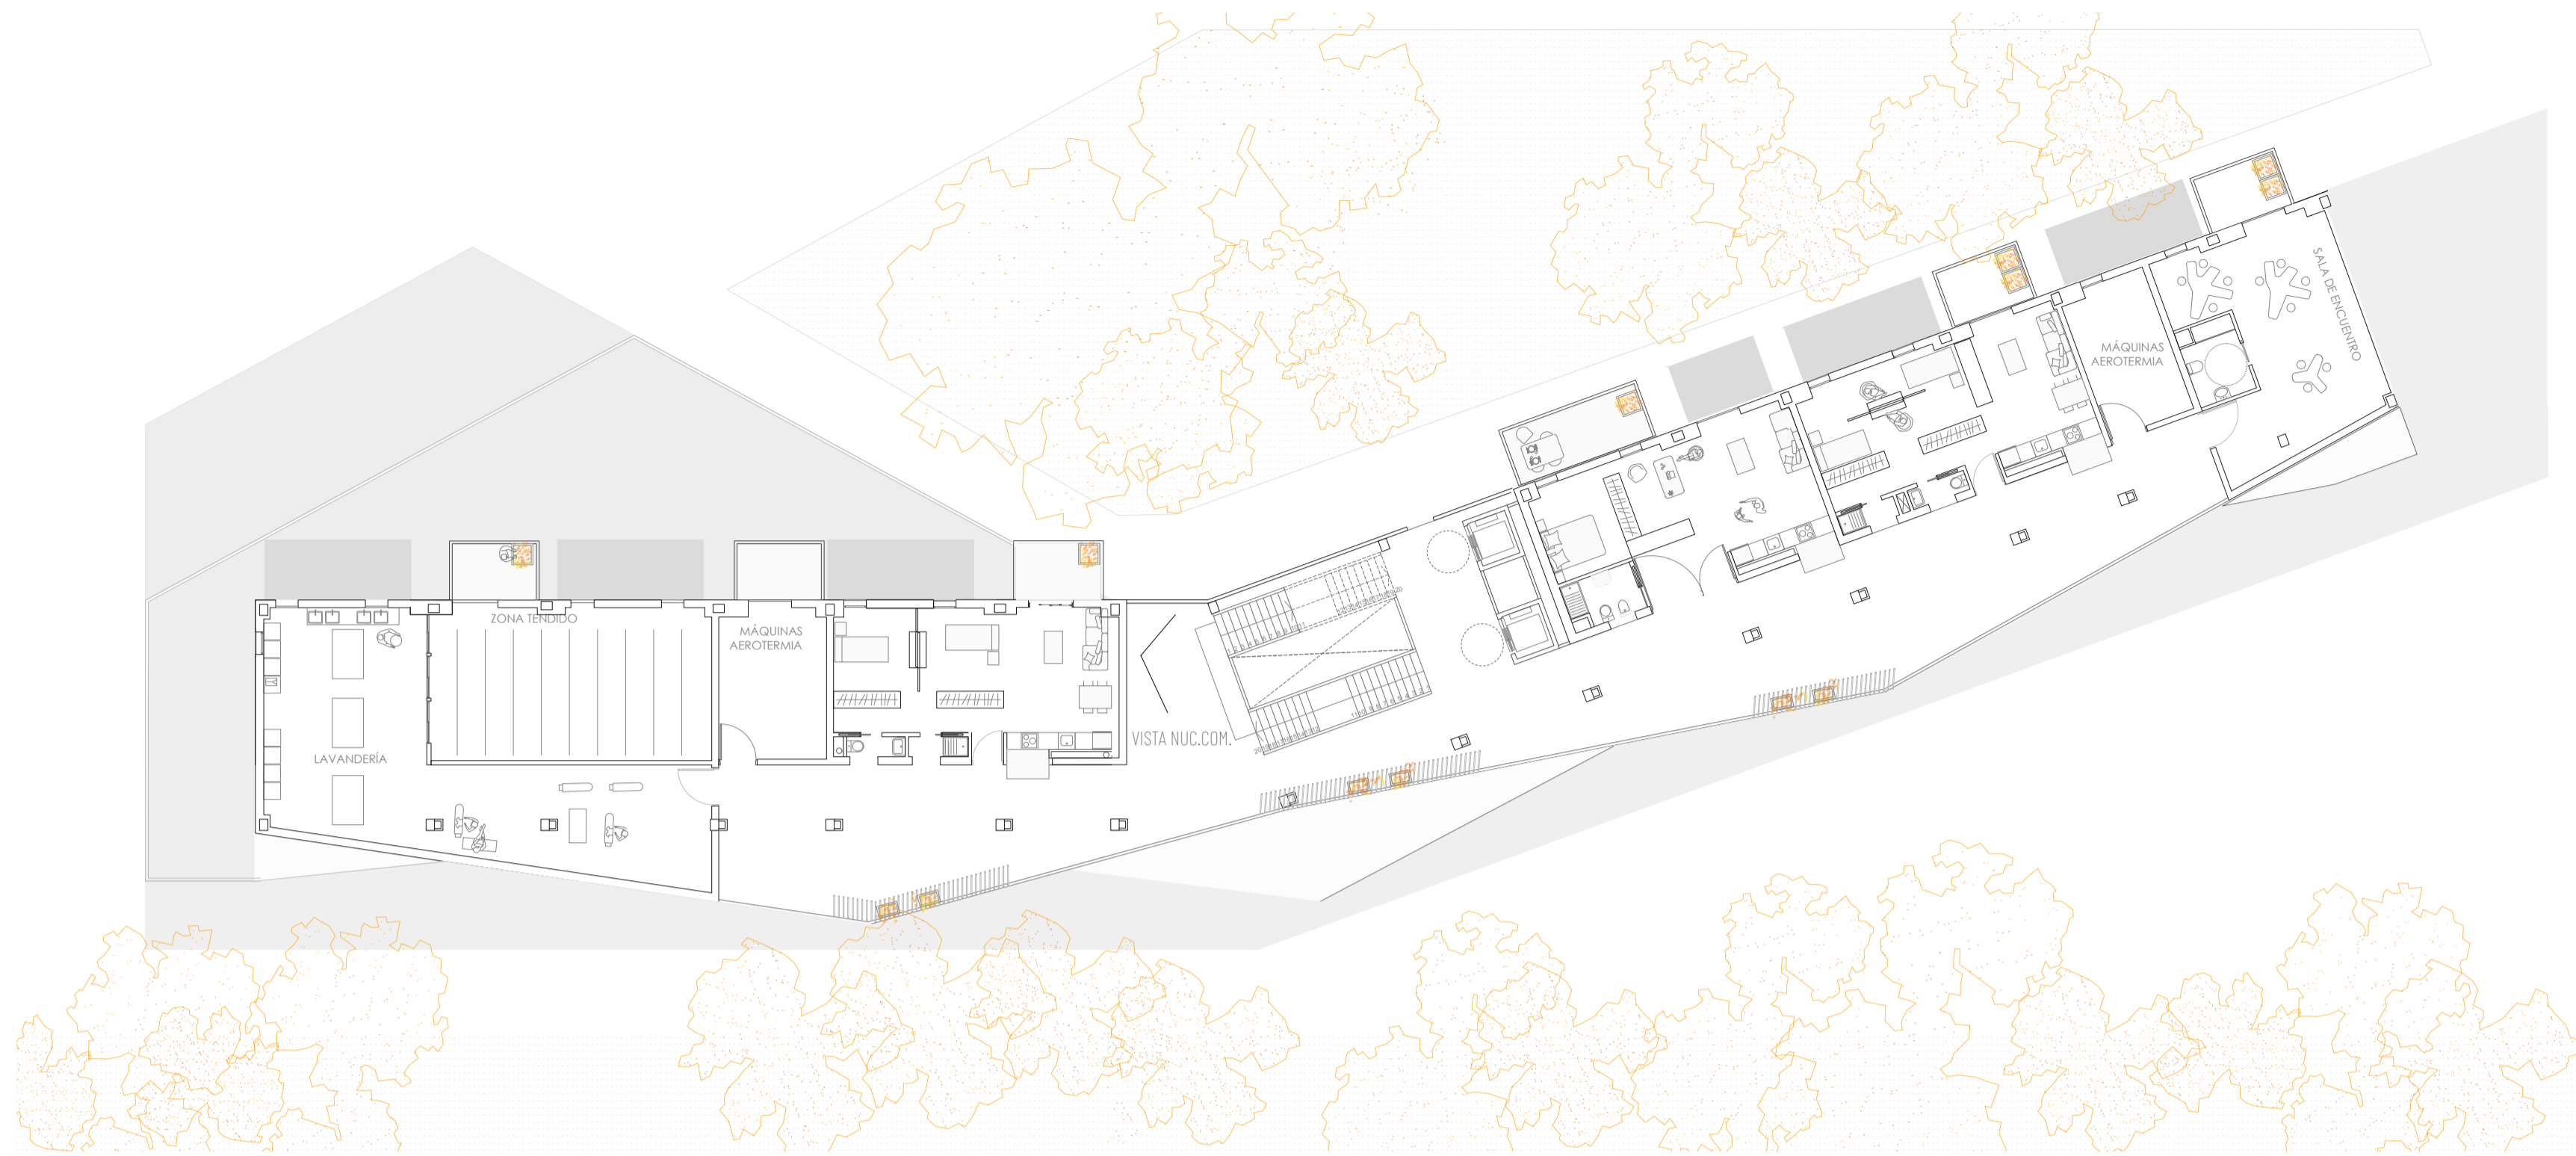 SALA DE ENCUENTRO
MÁQUINAS
AEROTERMIA
ZONA TENDIDO
MÁQUINAS
AEROTERMIA
VISTA NUC.COM.
LAVANDERÍA